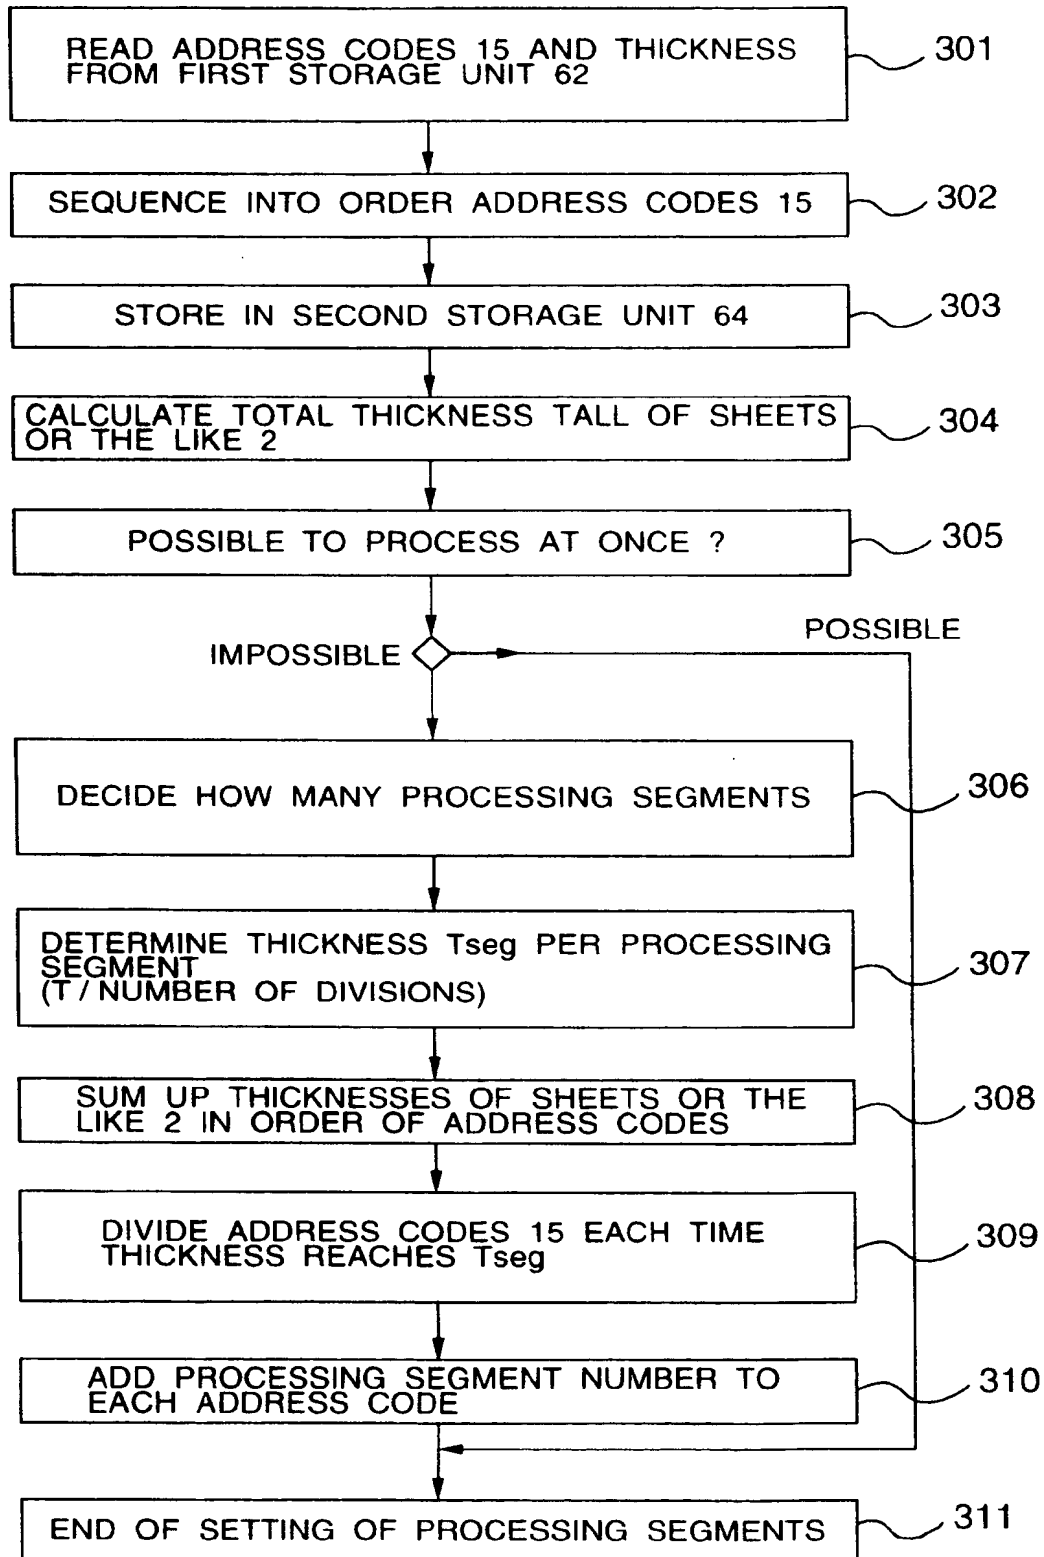 READ ADDRESS CODES 15 AND THICKNESS
FROM FIRST STORAGE UNIT 62
301
SEQUENCE INTO ORDER ADDRESS CODES 15
302
STORE IN SECOND STORAGE UNIT 64
303
CALCULATE TOTAL THICKNESS TALL OF SHEETS
OR THE LIKE 2
304
POSSIBLE TO PROCESS AT ONCE ?
305
POSSIBLE
IMPOSSIBLE
DECIDE HOW MANY PROCESSING SEGMENTS
306
DETERMINE THICKNESS Tseg PER PROCESSING
SEGMENT
(T / NUMBER OF DIVISIONS)
307
SUM UP THICKNESSES OF SHEETS OR THE
LIKE 2 IN ORDER OF ADDRESS CODES
308
DIVIDE ADDRESS CODES 15 EACH TIME
THICKNESS REACHES Tseg
309
ADD PROCESSING SEGMENT NUMBER TO
EACH ADDRESS CODE
310
END OF SETTING OF PROCESSING SEGMENTS
311